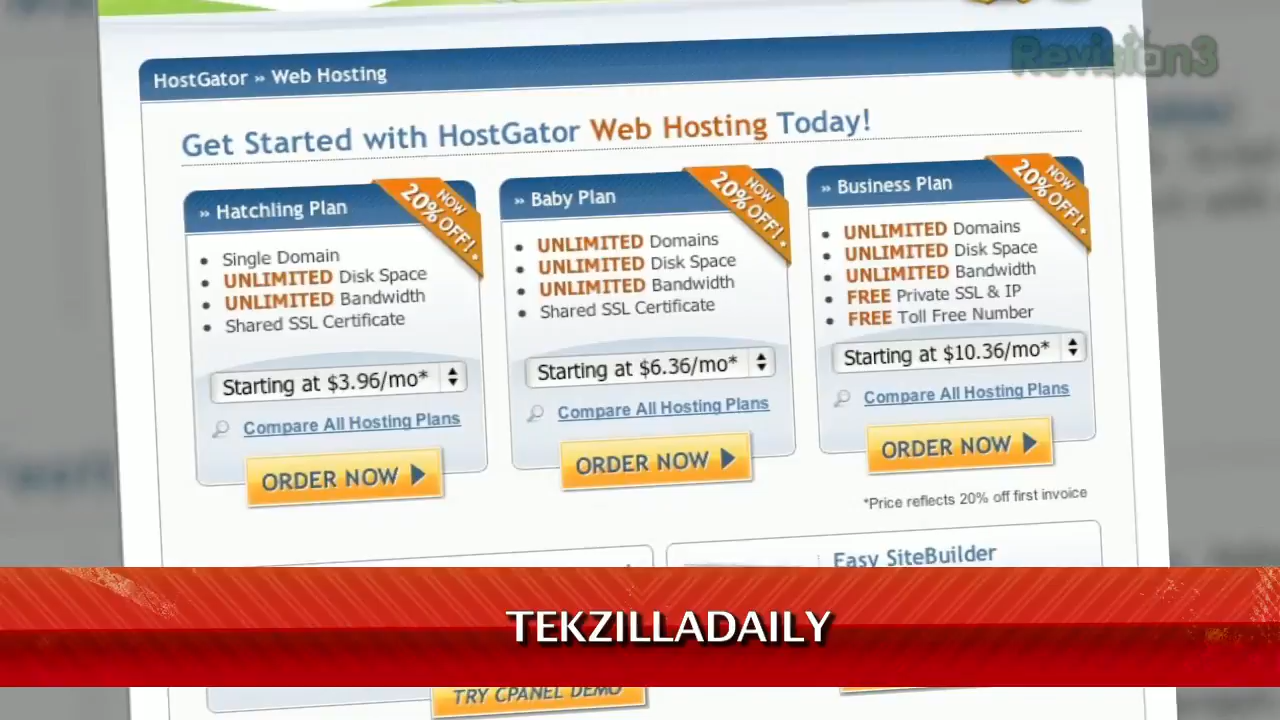 Revision3
HostGator » Web Hosting
Get Started with HostGator Web Hosting Today!
» Hatchling Plan
NOW
20% OFF!
Single Domain
UNLIMITED Disk Space
UNLIMITED Bandwidth
Shared SSL Certificate
Starting at $3.96/mo*
Compare All Hosting Plans
ORDER NOW
» Baby Plan
NOW
20% OFF!
UNLIMITED Domains
UNLIMITED Disk Space
UNLIMITED Bandwidth
Shared SSL Certificate
Starting at $6.36/mo*
Compare All Hosting Plans
ORDER NOW
» Business Plan
NOW
20% OFF!
UNLIMITED Domains
UNLIMITED Disk Space
UNLIMITED Bandwidth
FREE Private SSL & IP
FREE Toll Free Number
Starting at $10.36/mo*
Compare All Hosting Plans
ORDER NOW
*Price reflects 20% off first invoice
Easy SiteBuilder
TEKZILLADAILY
TRY CPANEL DEMO